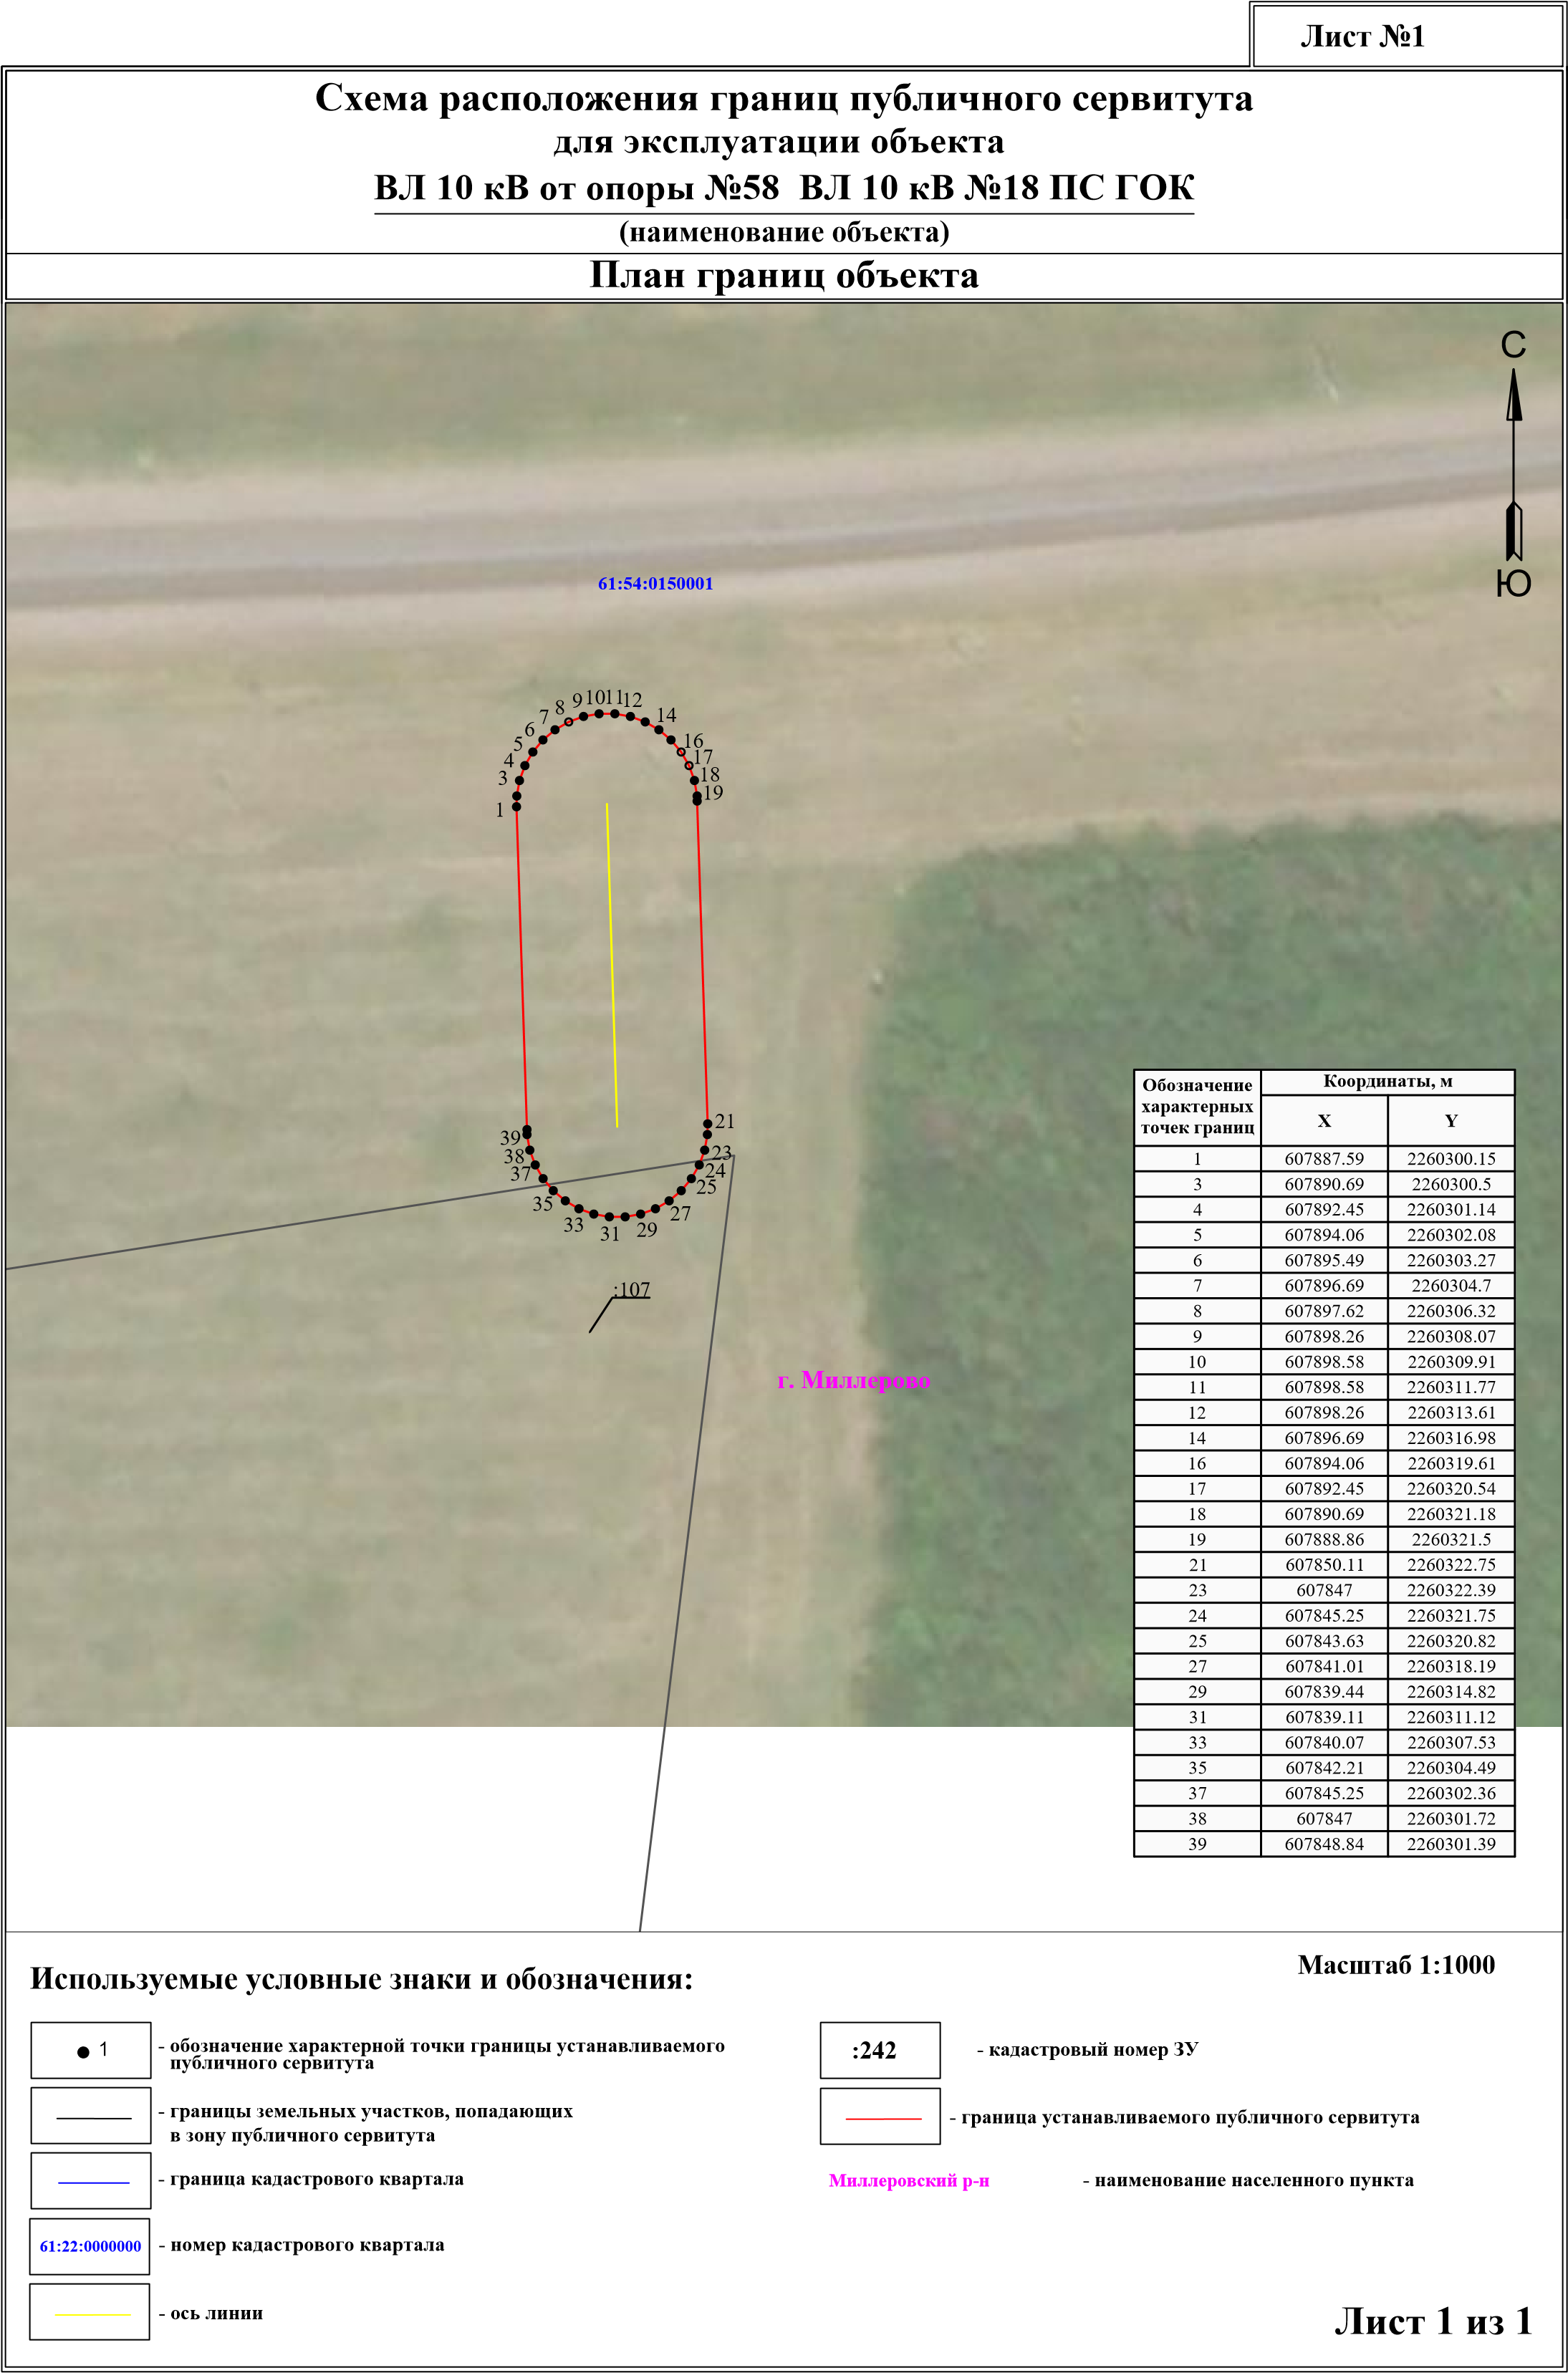 Лист №1
Схема расположения границ публичного сервитута
для эксплуатации объекта
ВЛ 10 кВ от опоры №58  ВЛ 10 кВ №18 ПС ГОК
(наименование объекта)
План границ объекта
С
Ю
61:54:0150001
1
3
4
5
6
7
8
9
10
11
12
14
16
17
18
19
21
23
24
25
27
29
31
33
35
37
38
39
:107
г. Миллерово
Обозначение характерных точек границ
Координаты, м
X Y
1 607887.59 2260300.15
3 607890.69 2260300.5
4 607892.45 2260301.14
5 607894.06 2260302.08
6 607895.49 2260303.27
7 607896.69 2260304.7
8 607897.62 2260306.32
9 607898.26 2260308.07
10 607898.58 2260309.91
11 607898.58 2260311.77
12 607898.26 2260313.61
14 607896.69 2260316.98
16 607894.06 2260319.61
17 607892.45 2260320.54
18 607890.69 2260321.18
19 607888.86 2260321.5
21 607850.11 2260322.75
23 607847 2260322.39
24 607845.25 2260321.75
25 607843.63 2260320.82
27 607841.01 2260318.19
29 607839.44 2260314.82
31 607839.11 2260311.12
33 607840.07 2260307.53
35 607842.21 2260304.49
37 607845.25 2260302.36
38 607847 2260301.72
39 607848.84 2260301.39
Масштаб 1:1000
Используемые условные знаки и обозначения:
1 - обозначение характерной точки границы устанавливаемого
публичного сервитута
- границы земельных участков, попадающих
в зону публичного сервитута
- граница кадастрового квартала
61:22:0000000 - номер кадастрового квартала
- ось линии
:242 - кадастровый номер ЗУ
- граница устанавливаемого публичного сервитута
Миллеровский р-н - наименование населенного пункта
Лист 1 из 1